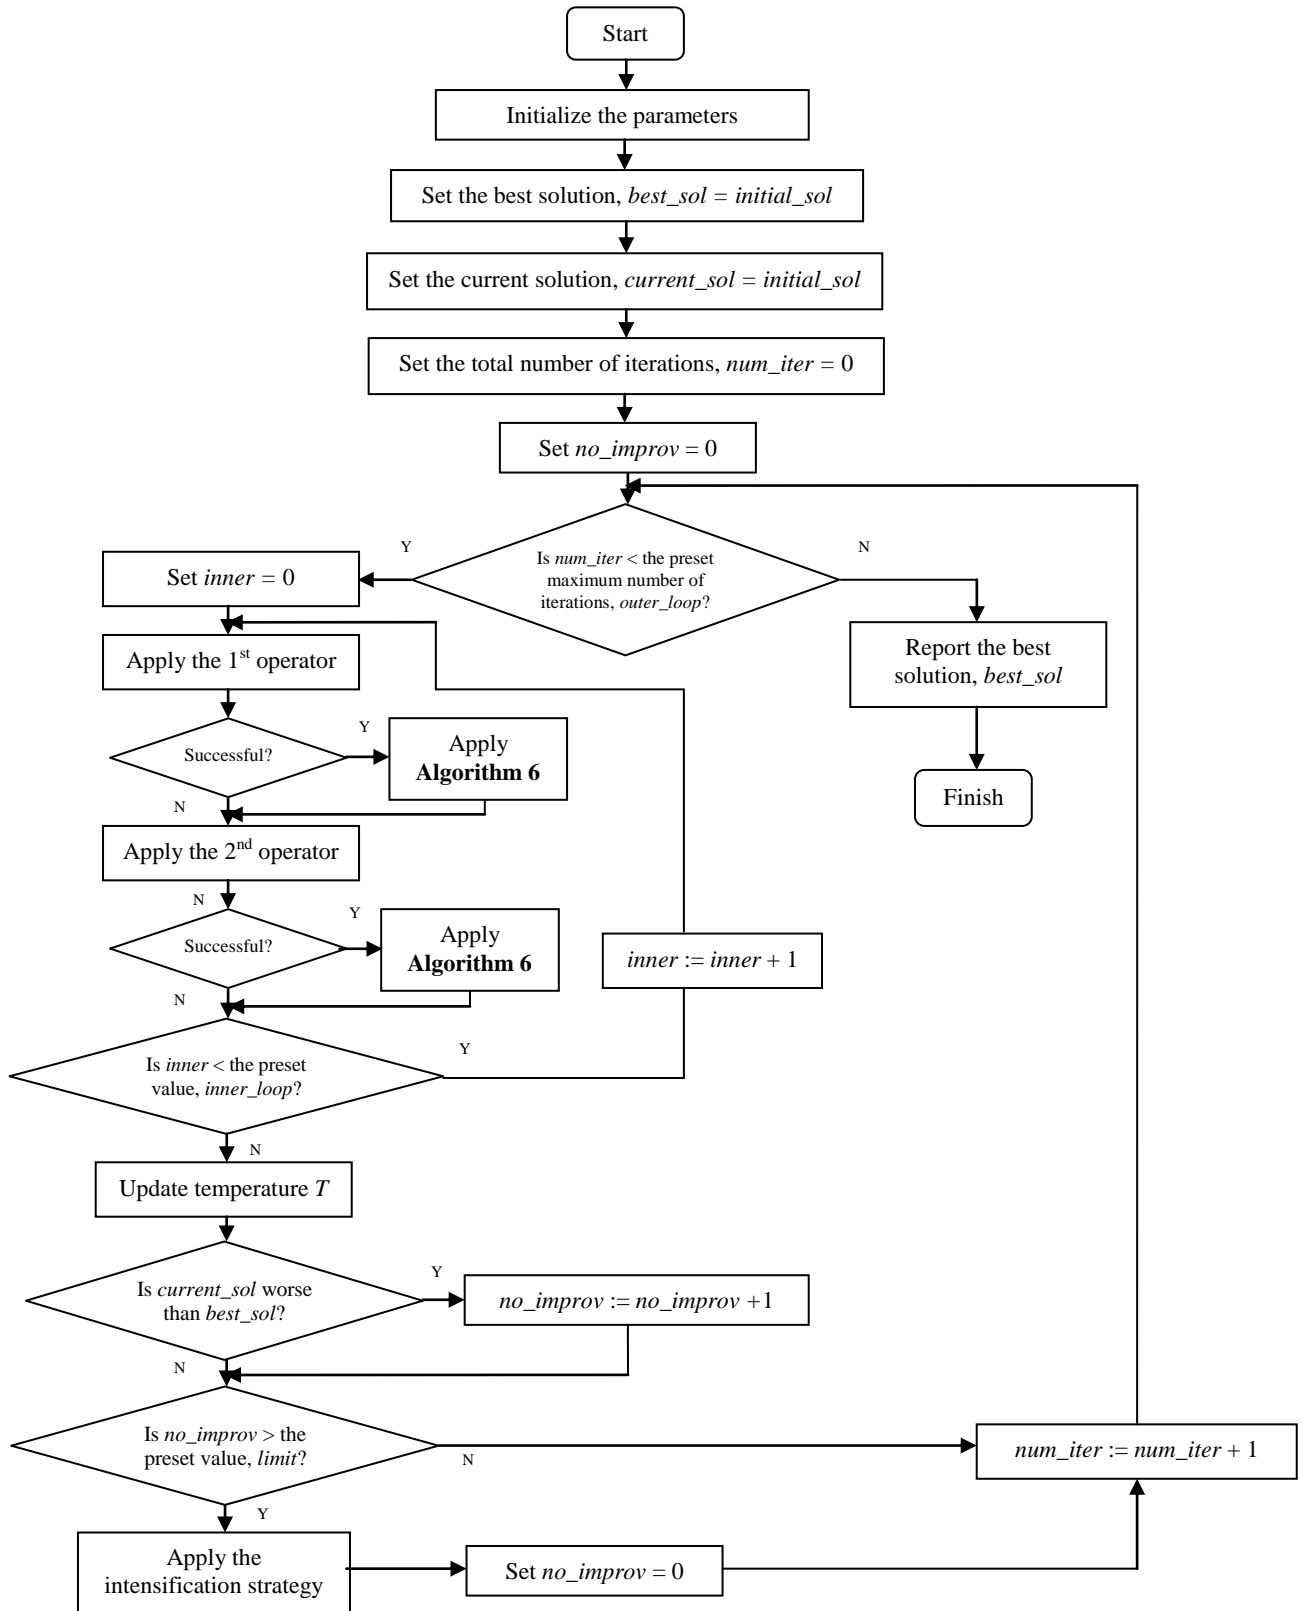 Start
Initialize the parameters
Set the best solution, best_sol = initial_sol
Set the current solution, current_sol = initial_sol
Set the total number of iterations, num_iter = 0
Set no_improv = 0
Is num_iter < the preset
maximum number of
iterations, outer_loop?
Y
N
Set inner = 0
Report the best
solution, best_sol
Finish
Apply the 1st operator
Successful?
Y
Apply
Algorithm 6
N
Apply the 2nd operator
N
Successful?
Y
Apply
Algorithm 6
inner := inner + 1
N
Is inner < the preset
value, inner_loop?
Y
N
Update temperature T
Is current_sol worse
than best_sol?
Y
no_improv := no_improv +1
N
Is no_improv > the
preset value, limit?
N
num_iter := num_iter + 1
Y
Apply the
intensification strategy
Set no_improv = 0